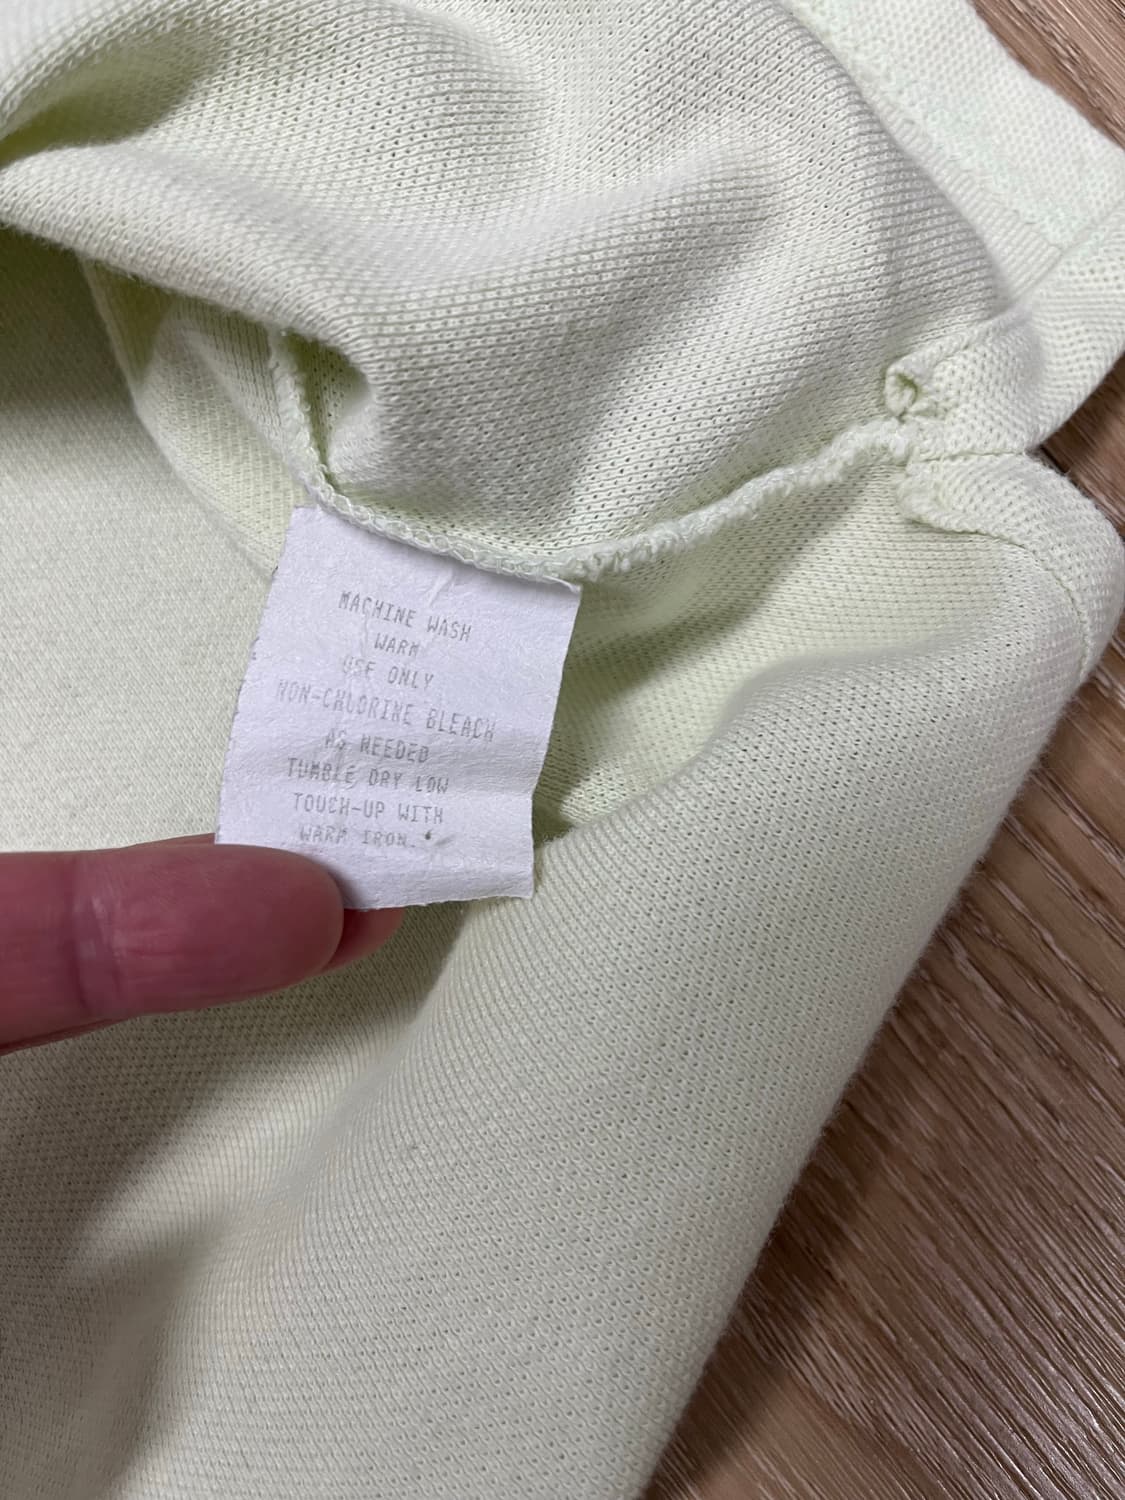 MACHINE WASH
WARM
USE ONLY
NON-CHLORINE BLEACH
AS NEEDED
TUMBLE DRY LOW
TOUCH-UP WITH
WARM IRON.